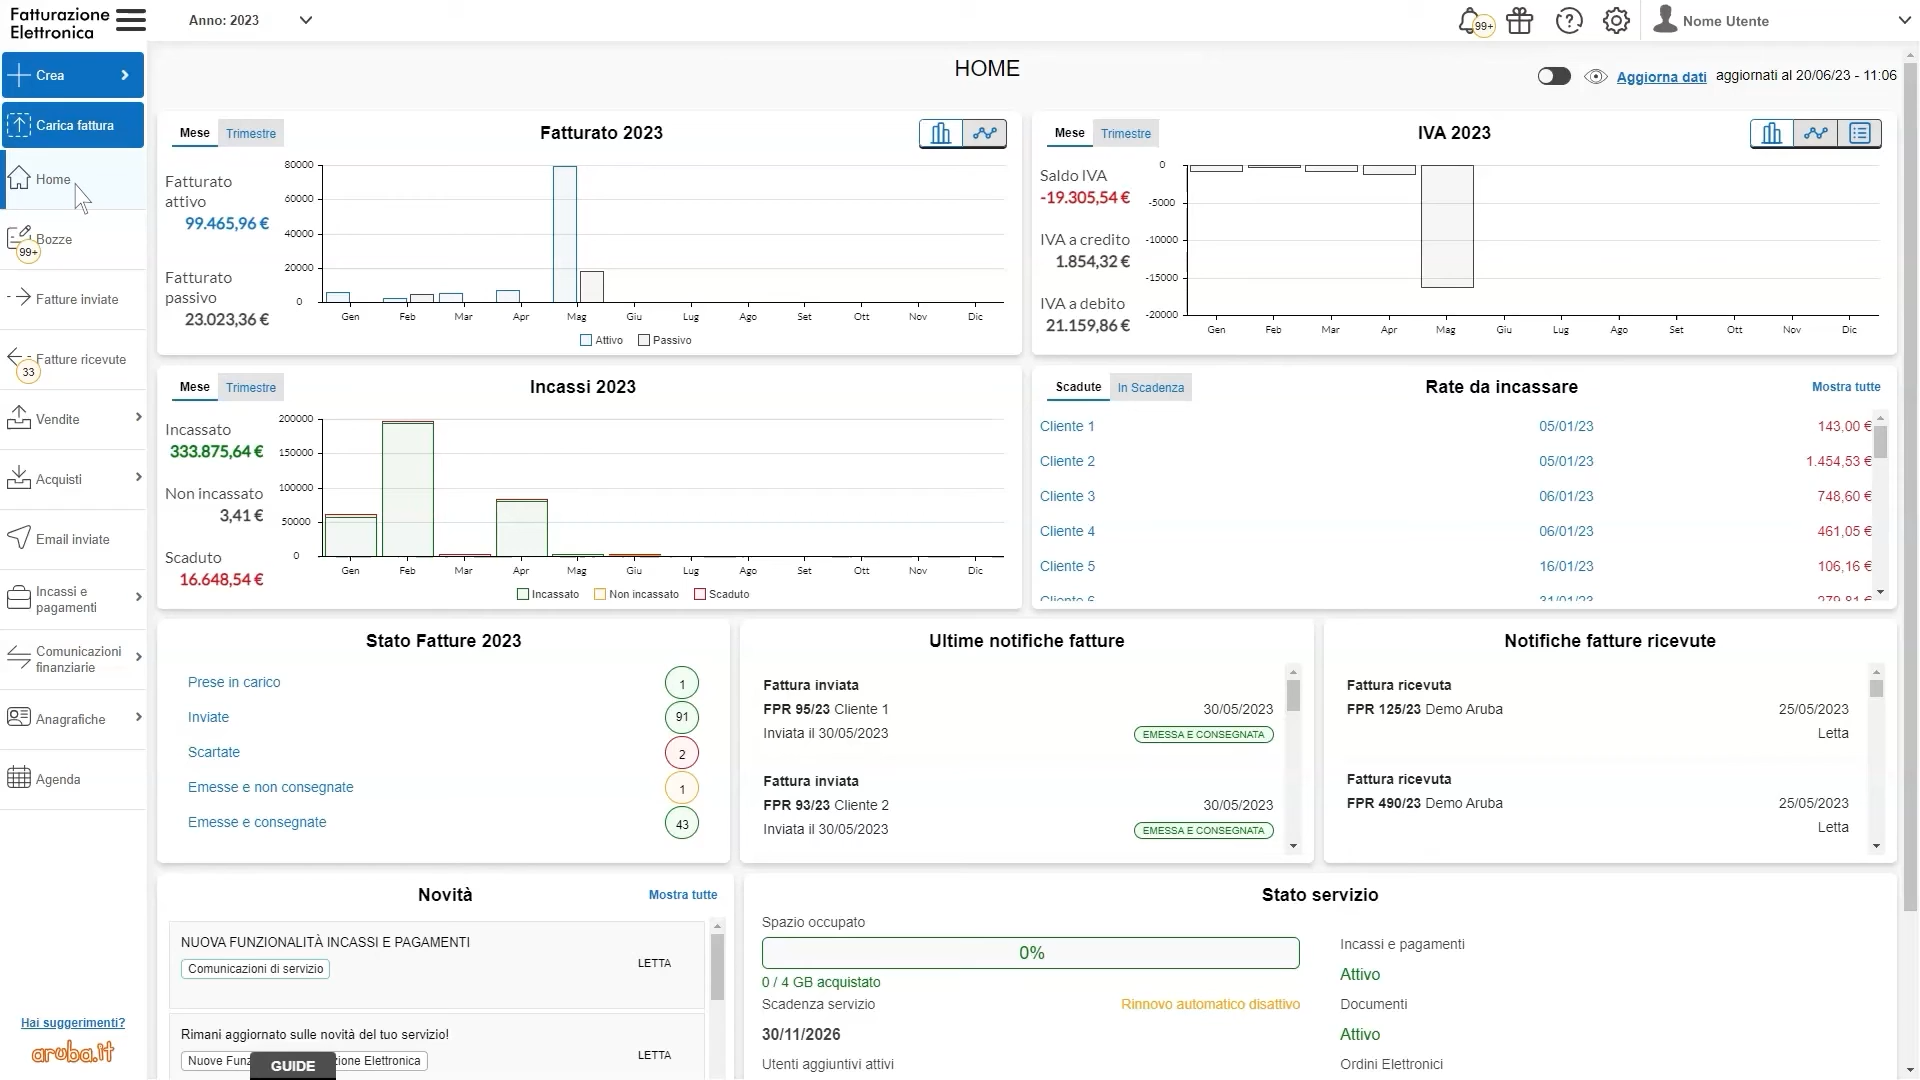 Fatturazione
Elettronica
Anno: 2023
99+
Nome Utente
Crea
Carica fattura
Home
Bozze
99+
Fatture inviate
Fatture ricevute
33
Vendite
Acquisti
Email inviate
Incassi e
pagamenti
Comunicazioni
finanziarie
Anagrafiche
Agenda
Hai suggerimenti?
aruba.it
HOME
Aggiorna dati aggiornati al 20/06/23 - 11:06
Mese Trimestre
Fatturato 2023
Fatturato
attivo
99.465,96 €
Fatturato
passivo
23.023,36 €
80000
60000
40000
20000
0
Gen Feb Mar Apr Mag Giu Lug Ago Set Ott Nov Dic
Attivo Passivo
Mese Trimestre
IVA 2023
Saldo IVA
-19.305,54 €
IVA a credito
1.854,32 €
IVA a debito
21.159,86 €
0
-5000
-10000
-15000
-20000
Gen Feb Mar Apr Mag Giu Lug Ago Set Ott Nov Dic
Mese Trimestre
Incassi 2023
Incassato
333.875,64 €
Non incassato
3,41 €
Scaduto
16.648,54 €
200000
150000
100000
50000
0
Gen Feb Mar Apr Mag Giu Lug Ago Set Ott Nov Dic
Incassato Non incassato Scaduto
Scadute In Scadenza
Rate da incassare
Mostra tutte
Cliente 1 05/01/23 143,00 €
Cliente 2 05/01/23 1.454,53 €
Cliente 3 06/01/23 748,60 €
Cliente 4 06/01/23 461,05 €
Cliente 5 16/01/23 106,16 €
Cliente 6 31/01/23 279,81 €
Stato Fatture 2023
Prese in carico 1
Inviate 91
Scartate 2
Emesse e non consegnate 1
Emesse e consegnate 43
Ultime notifiche fatture
Fattura inviata
FPR 95/23 Cliente 1 30/05/2023
Inviata il 30/05/2023 EMESSA E CONSEGNATA
Fattura inviata
FPR 93/23 Cliente 2 30/05/2023
Inviata il 30/05/2023 EMESSA E CONSEGNATA
Notifiche fatture ricevute
Fattura ricevuta
FPR 125/23 Demo Aruba 25/05/2023
Letta
Fattura ricevuta
FPR 490/23 Demo Aruba 25/05/2023
Letta
Novità
Mostra tutte
NUOVA FUNZIONALITÀ INCASSI E PAGAMENTI
Comunicazioni di servizio
LETTA
Rimani aggiornato sulle novità del tuo servizio!
Nuove Funz
zione Elettronica
LETTA
GUIDE
Stato servizio
Spazio occupato
0%
0 / 4 GB acquistato
Scadenza servizio Rinnovo automatico disattivo
30/11/2026
Utenti aggiuntivi attivi
Incassi e pagamenti
Attivo
Documenti
Attivo
Ordini Elettronici